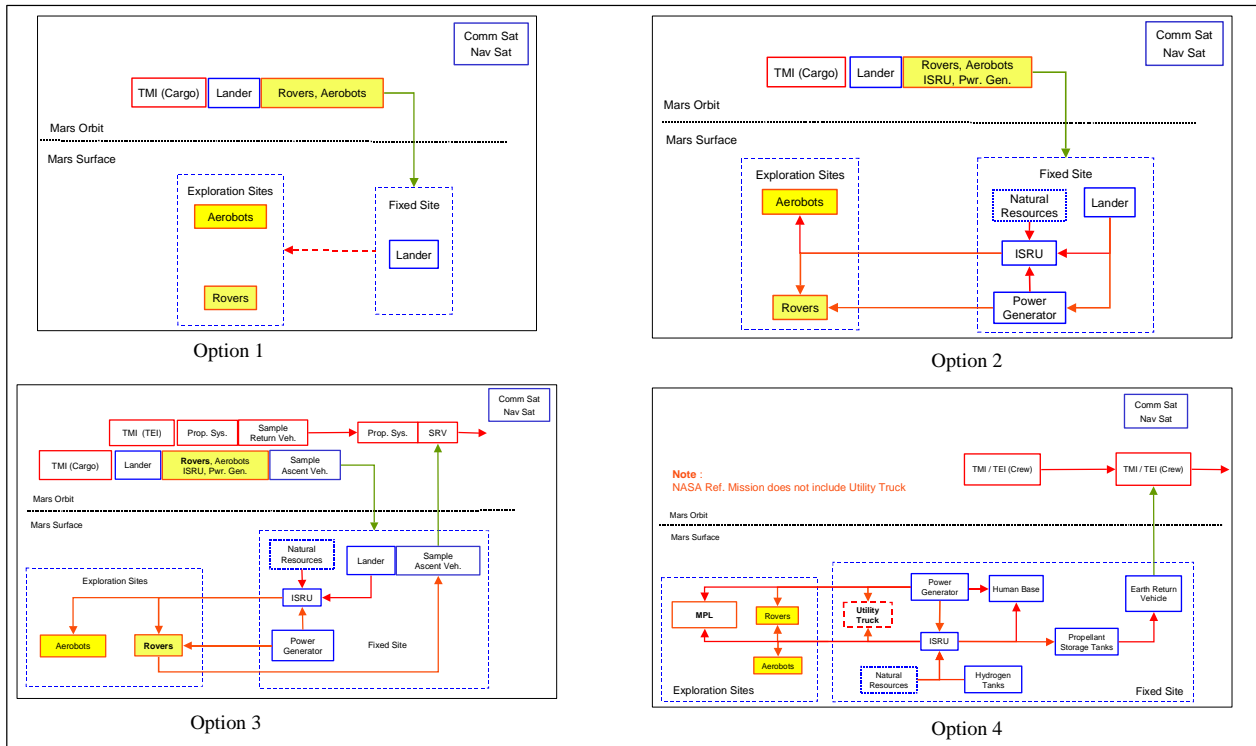 Comm Sat
Nav Sat
TMI (Cargo)
Lander
Rovers, Aerobots
Mars Orbit
Mars Surface
Exploration Sites
Aerobots
Rovers
Fixed Site
Lander
Option 1
Comm Sat
Nav Sat
TMI (Cargo)
Lander
Rovers, Aerobots
ISRU, Pwr. Gen.
Mars Orbit
Mars Surface
Exploration Sites
Aerobots
Rovers
Fixed Site
Natural
Resources
Lander
ISRU
Power
Generator
Option 2
Comm Sat
Nav Sat
TMI (TEI)
Prop. Sys.
Sample
Return Veh.
Prop. Sys.
SRV
TMI (Cargo)
Lander
Rovers, Aerobots
ISRU, Pwr. Gen.
Sample
Ascent Veh.
Mars Orbit
Mars Surface
Exploration Sites
Aerobots
Rovers
Natural
Resources
Lander
Sample
Ascent Veh.
ISRU
Power
Generator
Fixed Site
Option 3
Comm Sat
Nav Sat
Note :
NASA Ref. Mission does not include Utility Truck
TMI / TEI (Crew)
TMI / TEI (Crew)
Mars Orbit
Mars Surface
MPL
Rovers
Aerobots
Exploration Sites
Utility
Truck
Power
Generator
Human Base
Earth Return
Vehicle
ISRU
Propellant
Storage Tanks
Natural
Resources
Hydrogen
Tanks
Fixed Site
Option 4